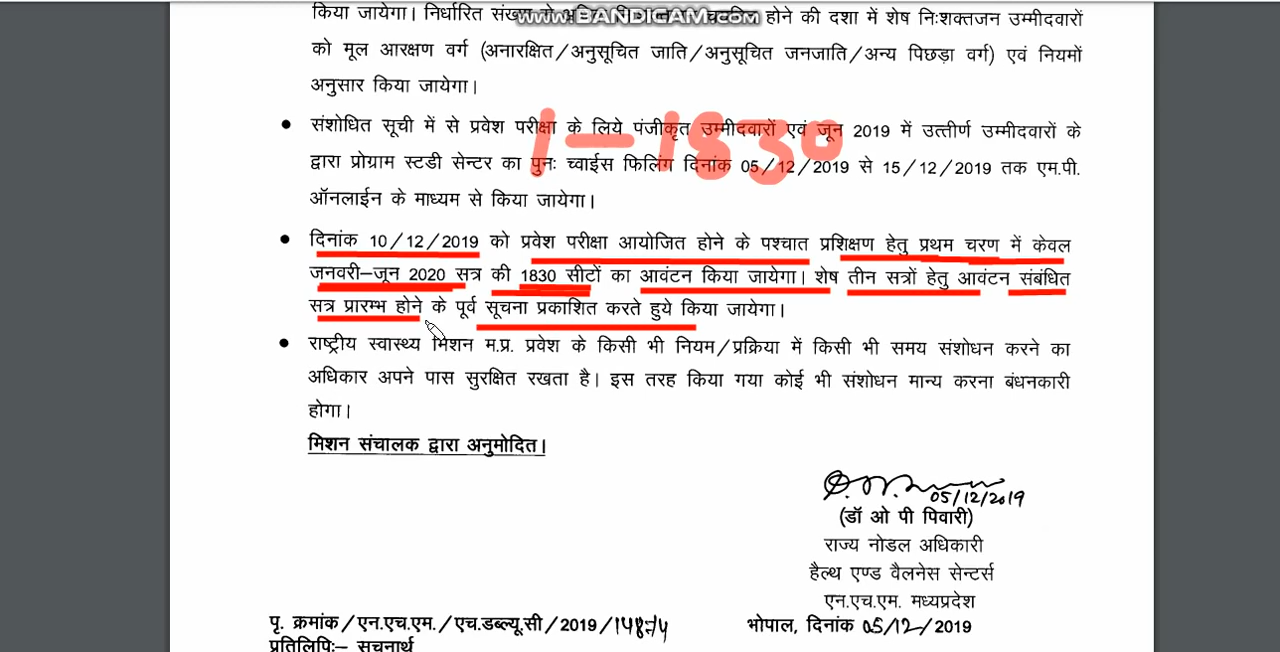 www.BANDICAM.com
किया जायेगा। निर्धारित संख्या से होने की दशा में शेष निःशक्तजन उम्मीदवारों
को मूल आरक्षण वर्ग (अनारक्षित/अनुसूचित जाति/अनुसूचित जनजाति/अन्य पिछड़ा वर्ग) एवं नियमों
अनुसार किया जायेगा।
• संशोधित सूची में से प्रवेश परीक्षा के लिये पंजीकृत उम्मीदवारों एवं जून 2019 में उत्तीर्ण उम्मीदवारों के
द्वारा प्रोग्राम स्टडी सेन्टर का पुनः च्वाईस फिलिंग दिनांक 05/12/2019 से 15/12/2019 तक एम.पी.
ऑनलाईन के माध्यम से किया जायेगा।
1-1830
• दिनांक 10/12/2019 को प्रवेश परीक्षा आयोजित होने के पश्चात प्रशिक्षण हेतु प्रथम चरण में केवल
जनवरी–जून 2020 सत्र की 1830 सीटों का आवंटन किया जायेगा। शेष तीन सत्रों हेतु आवंटन संबंधित
सत्र प्रारम्भ होने के पूर्व सूचना प्रकाशित करते हुये किया जायेगा।
• राष्ट्रीय स्वास्थ्य मिशन म.प्र. प्रवेश के किसी भी नियम/प्रक्रिया में किसी भी समय संशोधन करने का
अधिकार अपने पास सुरक्षित रखता है। इस तरह किया गया कोई भी संशोधन मान्य करना बंधनकारी
होगा।
मिशन संचालक द्वारा अनुमोदित।
05/12/2019
(डॉ ओ पी पिवारी)
राज्य नोडल अधिकारी
हैल्थ एण्ड वैलनेस सेन्टर्स
एन.एच.एम. मध्यप्रदेश
पृ. क्रमांक/एन.एच.एम./एच.डब्ल्यू.सी/2019/
भोपाल, दिनांक 05/12/2019
प्रतिलिपिः– सूचनार्थ